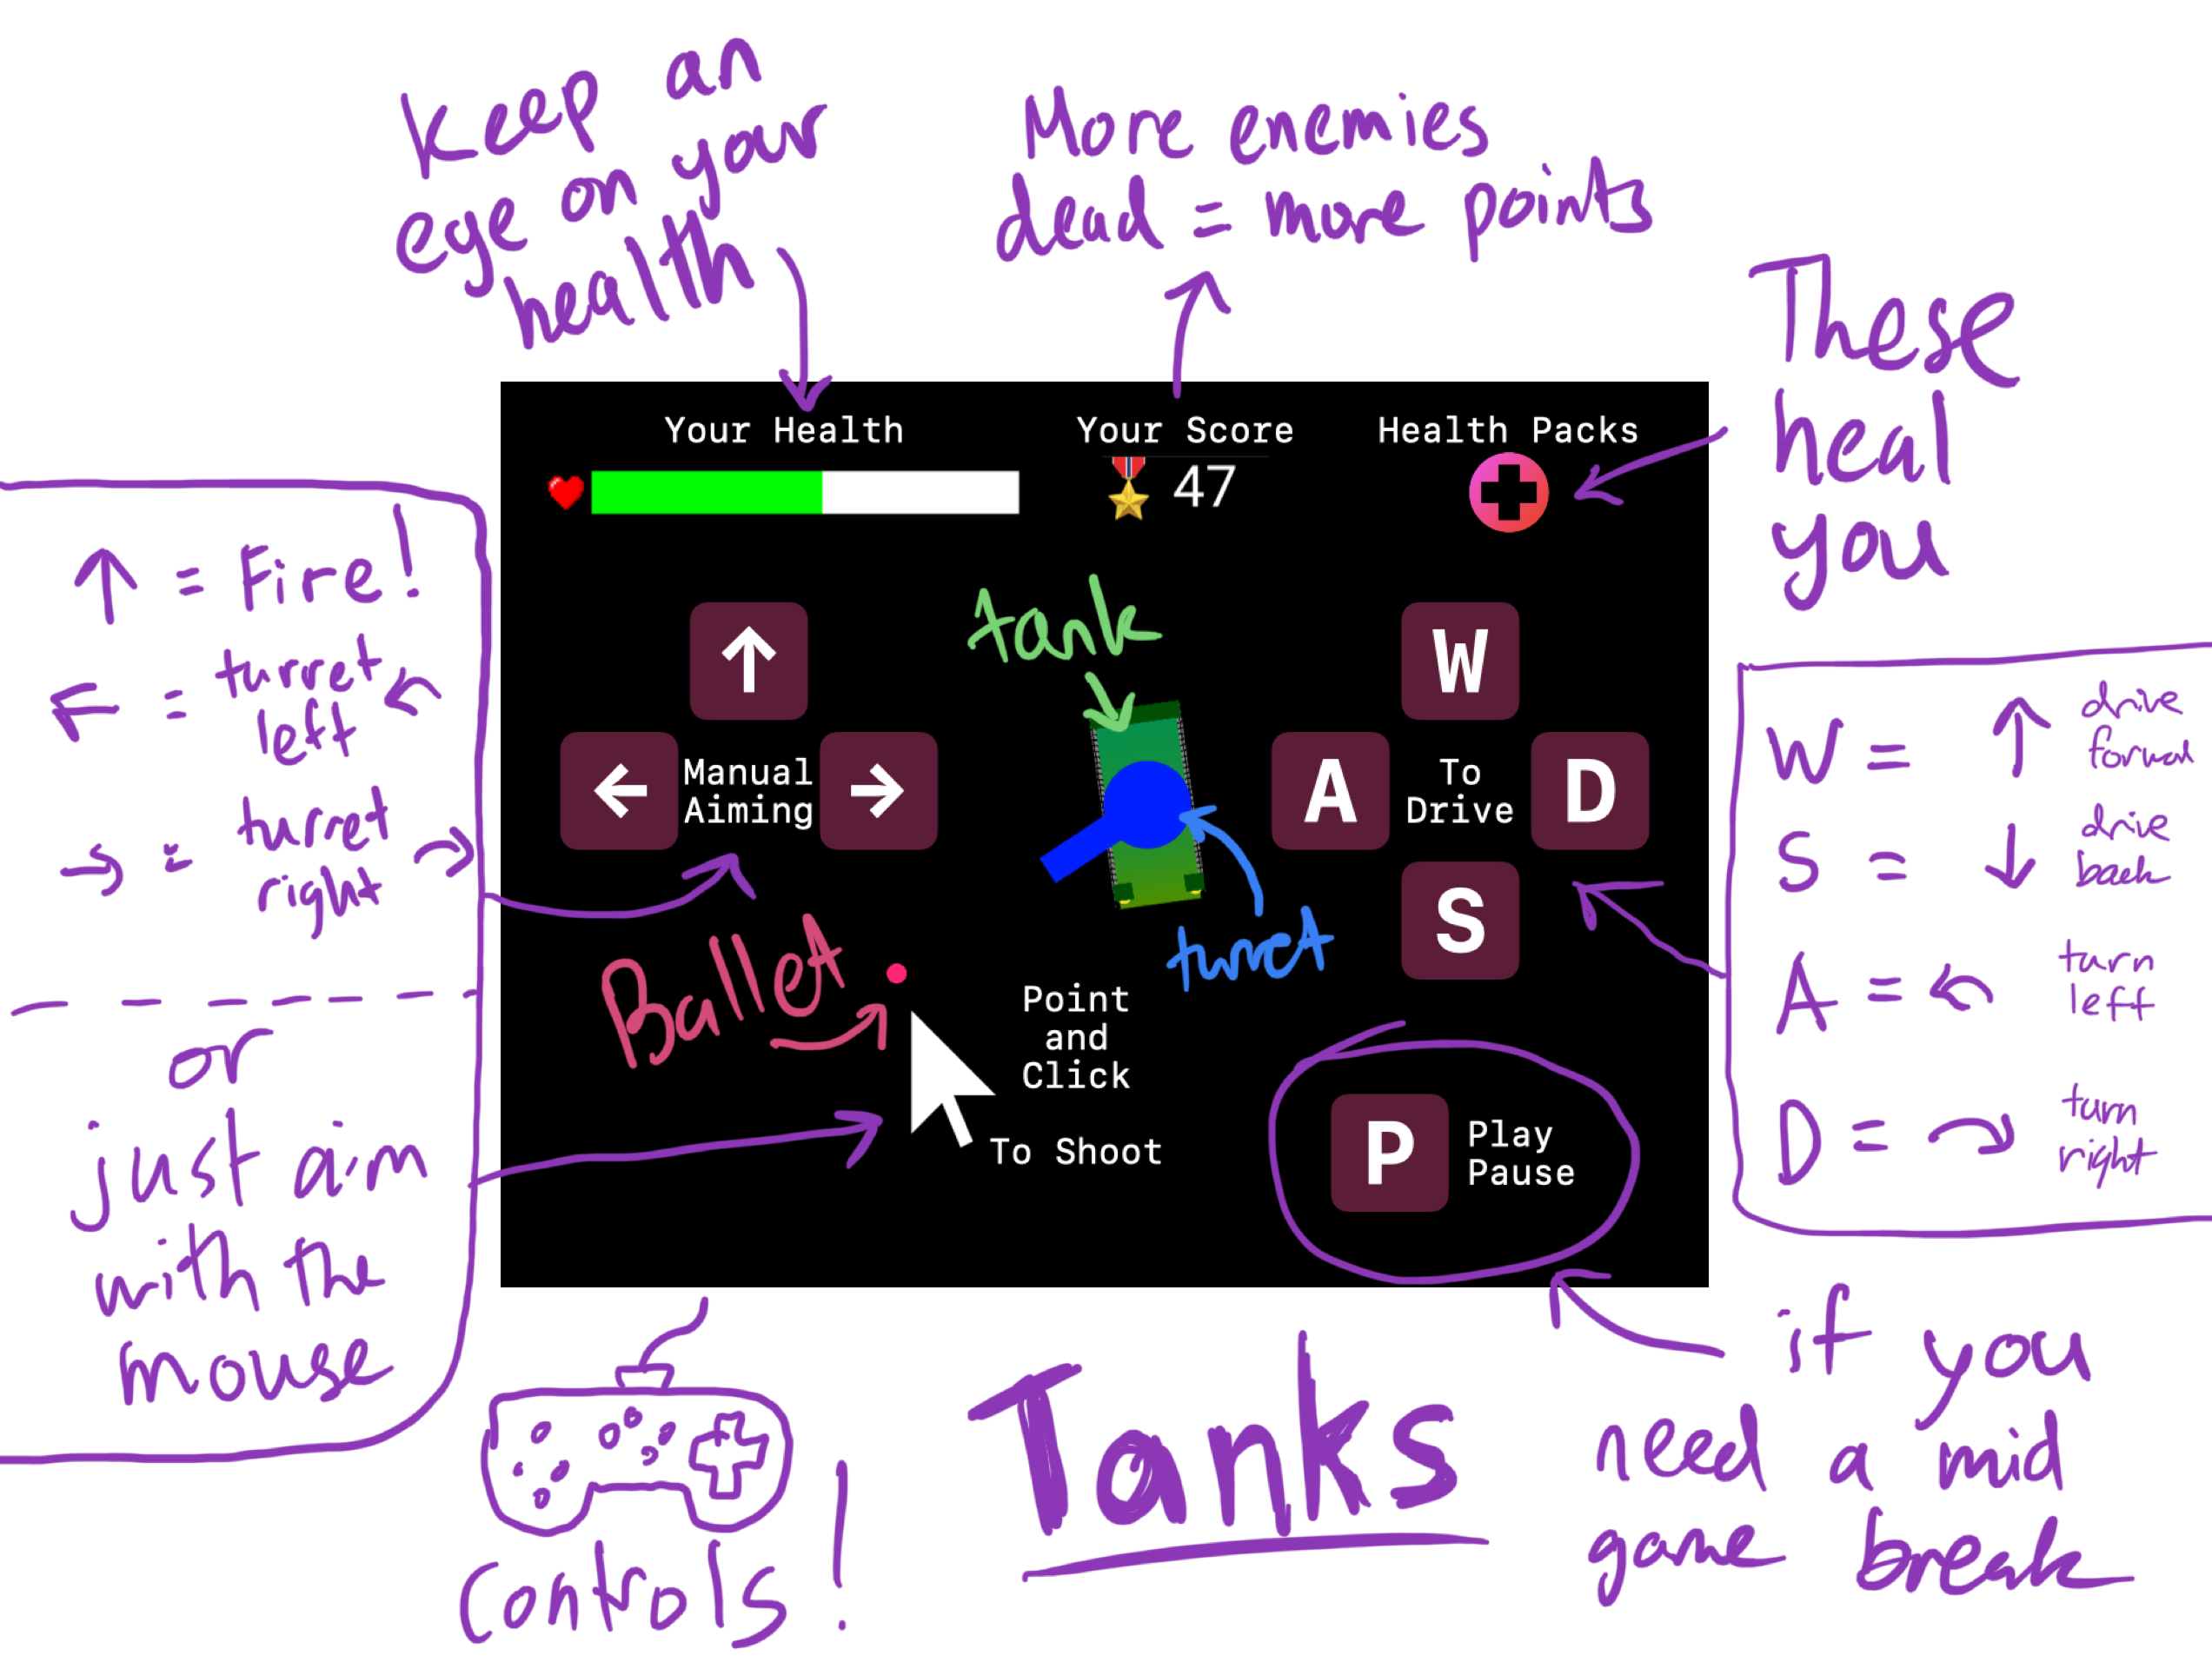 Keep an
eye on your
health
More enemies
dead = more points
These
heal
you
Your Health
Your Score
Health Packs
47
↑ = Fire!
← = turret
left
→ = turret
right
or
just aim
with the
mouse
tank
turret
Ballet
↑
←
Manual
Aiming
→
W
A
To
Drive
D
S
Point
and
Click
To Shoot
P
Play
Pause
W = ↑ drive
forward
S = ↓ drive
back
A = turn
left
D = turn
right
if you
need a mid
game break
Controls!
Tanks